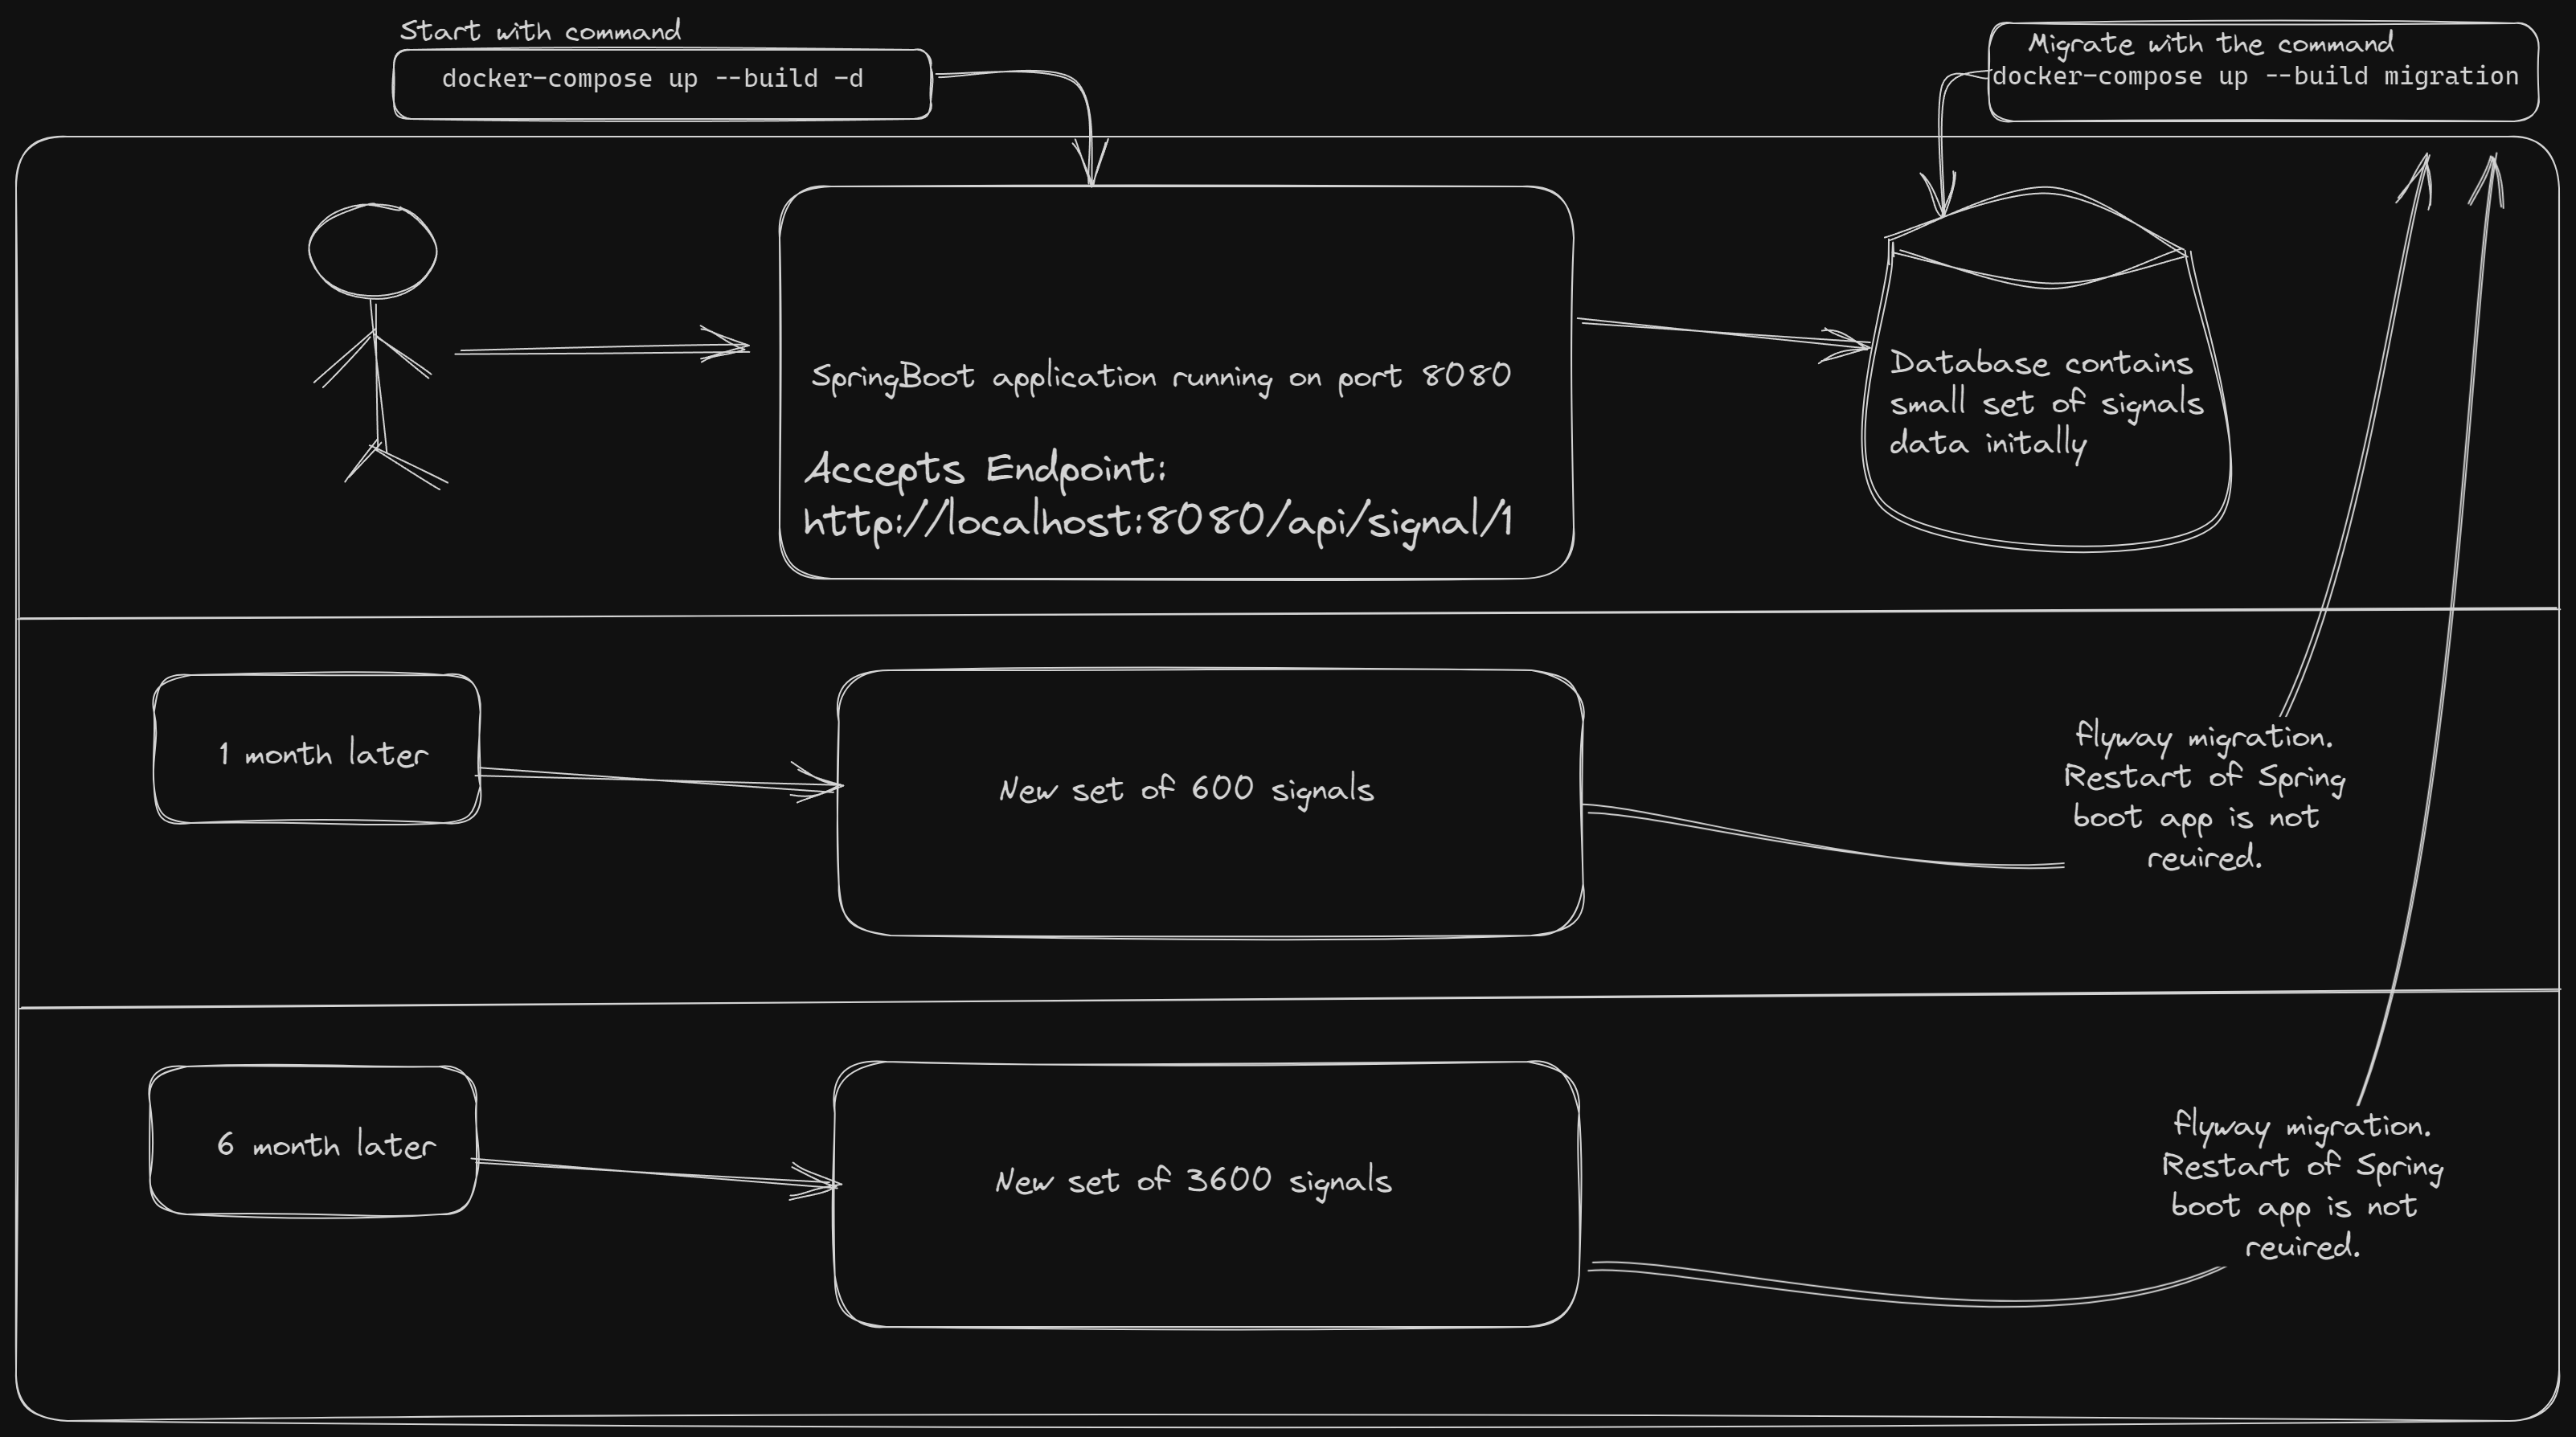 Start with command
docker-compose up --build -d
Migrate with the command
docker-compose up --build migration
SpringBoot application running on port 8080
Accepts Endpoint:
http://localhost:8080/api/signal/1
Database contains
small set of signals
data initally
1 month later
New set of 600 signals
flyway migration.
Restart of Spring
boot app is not
reuired.
6 month later
New set of 3600 signals
flyway migration.
Restart of Spring
boot app is not
reuired.